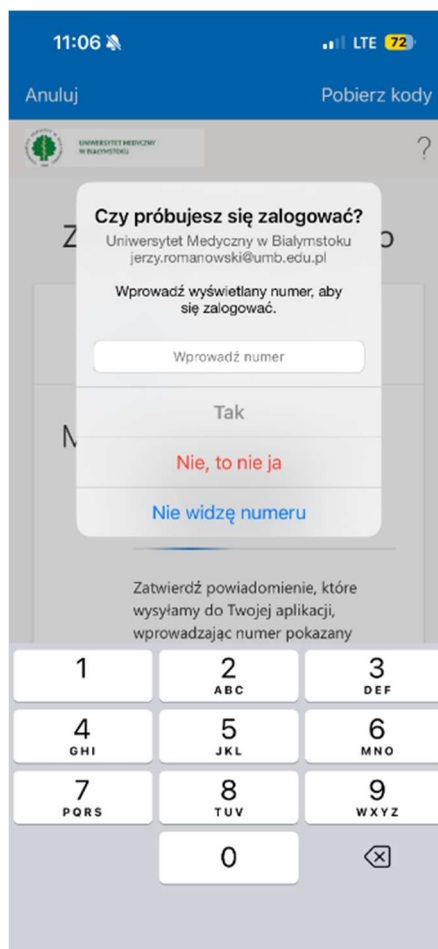 11:06
LTE 72
Anuluj Pobierz kody
UNIWERSYTET MEDYCZNY
W BIAŁYMSTOKU
?
Z o
Czy próbujesz się zalogować?
Uniwersytet Medyczny w Bialymstoku
jerzy.romanowski@umb.edu.pl
Wprowadź wyświetlany numer, aby
się zalogować.
Wprowadź numer
Tak
M
Nie, to nie ja
Nie widzę numeru
Zatwierdź powiadomienie, które
wysyłamy do Twojej aplikacji,
wprowadzając numer pokazany
1 2 3
ABC DEF
4 5 6
GHI JKL MNO
7 8 9
PQRS TUV WXYZ
0